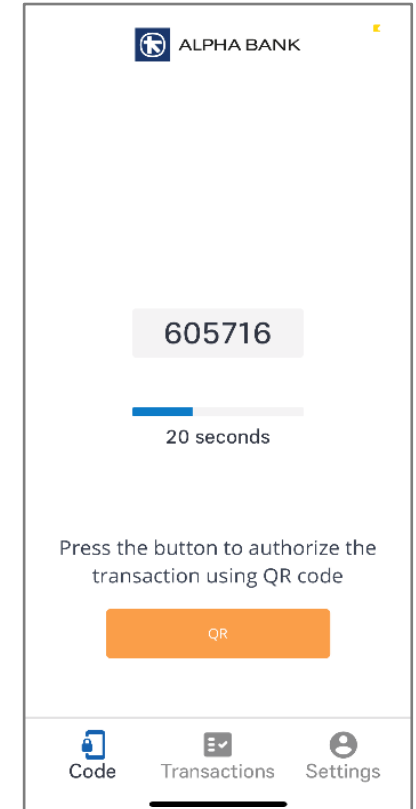 ALPHA BANK
605716
20 seconds
Press the button to authorize the
transaction using QR code
QR
Code
Transactions
Settings